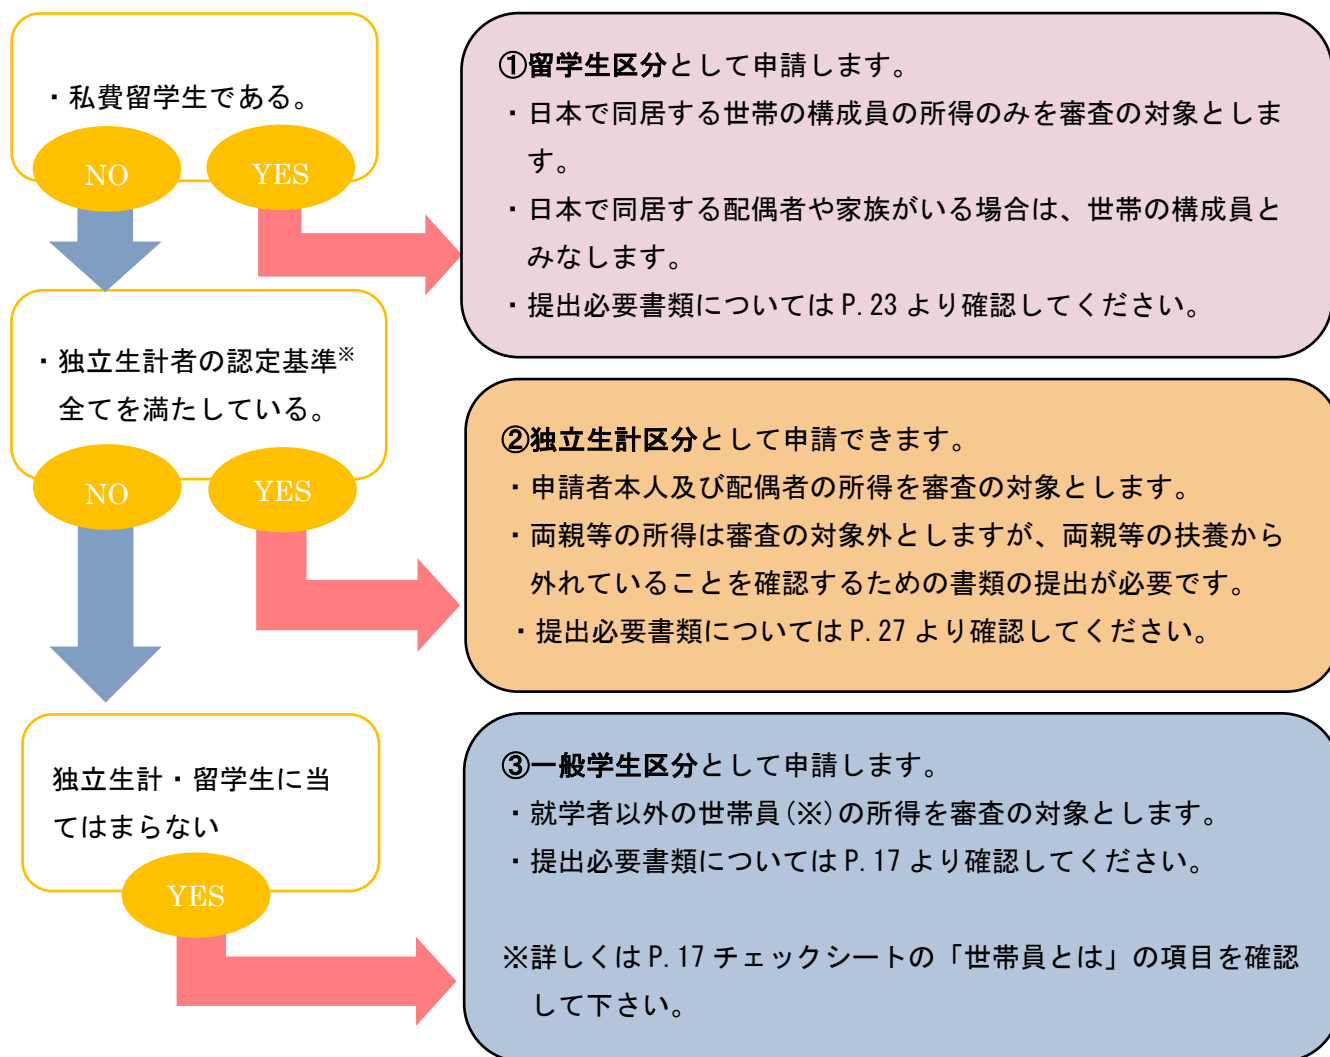 ・私費留学生である。
NO
YES
①留学生区分として申請します。
・日本で同居する世帯の構成員の所得のみを審査の対象としま
す。
・日本で同居する配偶者や家族がいる場合は、世帯の構成員と
みなします。
・提出必要書類については P.23 より確認してください。
・独立生計者の認定基準※
全てを満たしている。
NO
YES
②独立生計区分として申請できます。
・申請者本人及び配偶者の所得を審査の対象とします。
・両親等の所得は審査の対象外としますが、両親等の扶養から
外れていることを確認するための書類の提出が必要です。
・提出必要書類については P.27 より確認してください。
独立生計・留学生に当
てはまらない
YES
③一般学生区分として申請します。
・就学者以外の世帯員(※)の所得を審査の対象とします。
・提出必要書類については P.17 より確認してください。
※詳しくは P.17 チェックシートの「世帯員とは」の項目を確認
して下さい。